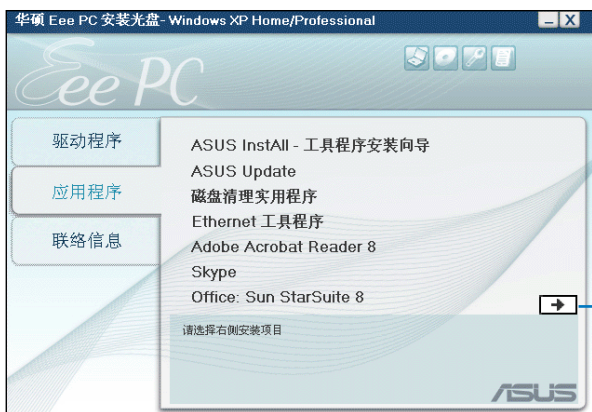 华硕 Eee PC 安装光盘- Windows XP Home/Professional
Eee PC
驱动程序
应用程序
联络信息
ASUS InstAll - 工具程序安装向导
ASUS Update
磁盘清理实用程序
Ethernet 工具程序
Adobe Acrobat Reader 8
Skype
Office: Sun StarSuite 8
请选择右侧安装项目
ASUS